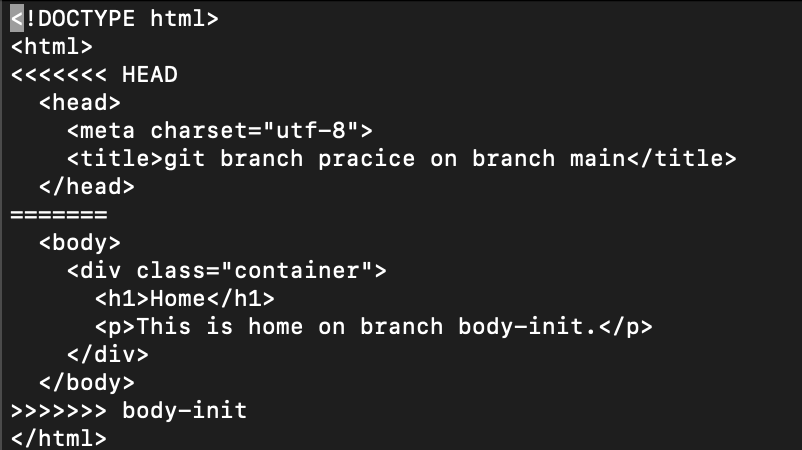 <!DOCTYPE html>
<html>
<<<<<<< HEAD
  <head>
    <meta charset="utf-8">
    <title>git branch pracice on branch main</title>
  </head>
=======
  <body>
    <div class="container">
      <h1>Home</h1>
      <p>This is home on branch body-init.</p>
    </div>
  </body>
>>>>>>> body-init
</html>